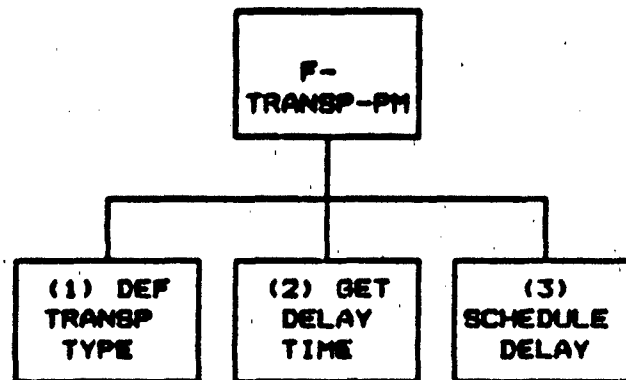 F-
TRANSP-PM
(1) DEF
TRANSP
TYPE
(2) GET
DELAY
TIME
(3)
SCHEDULE
DELAY